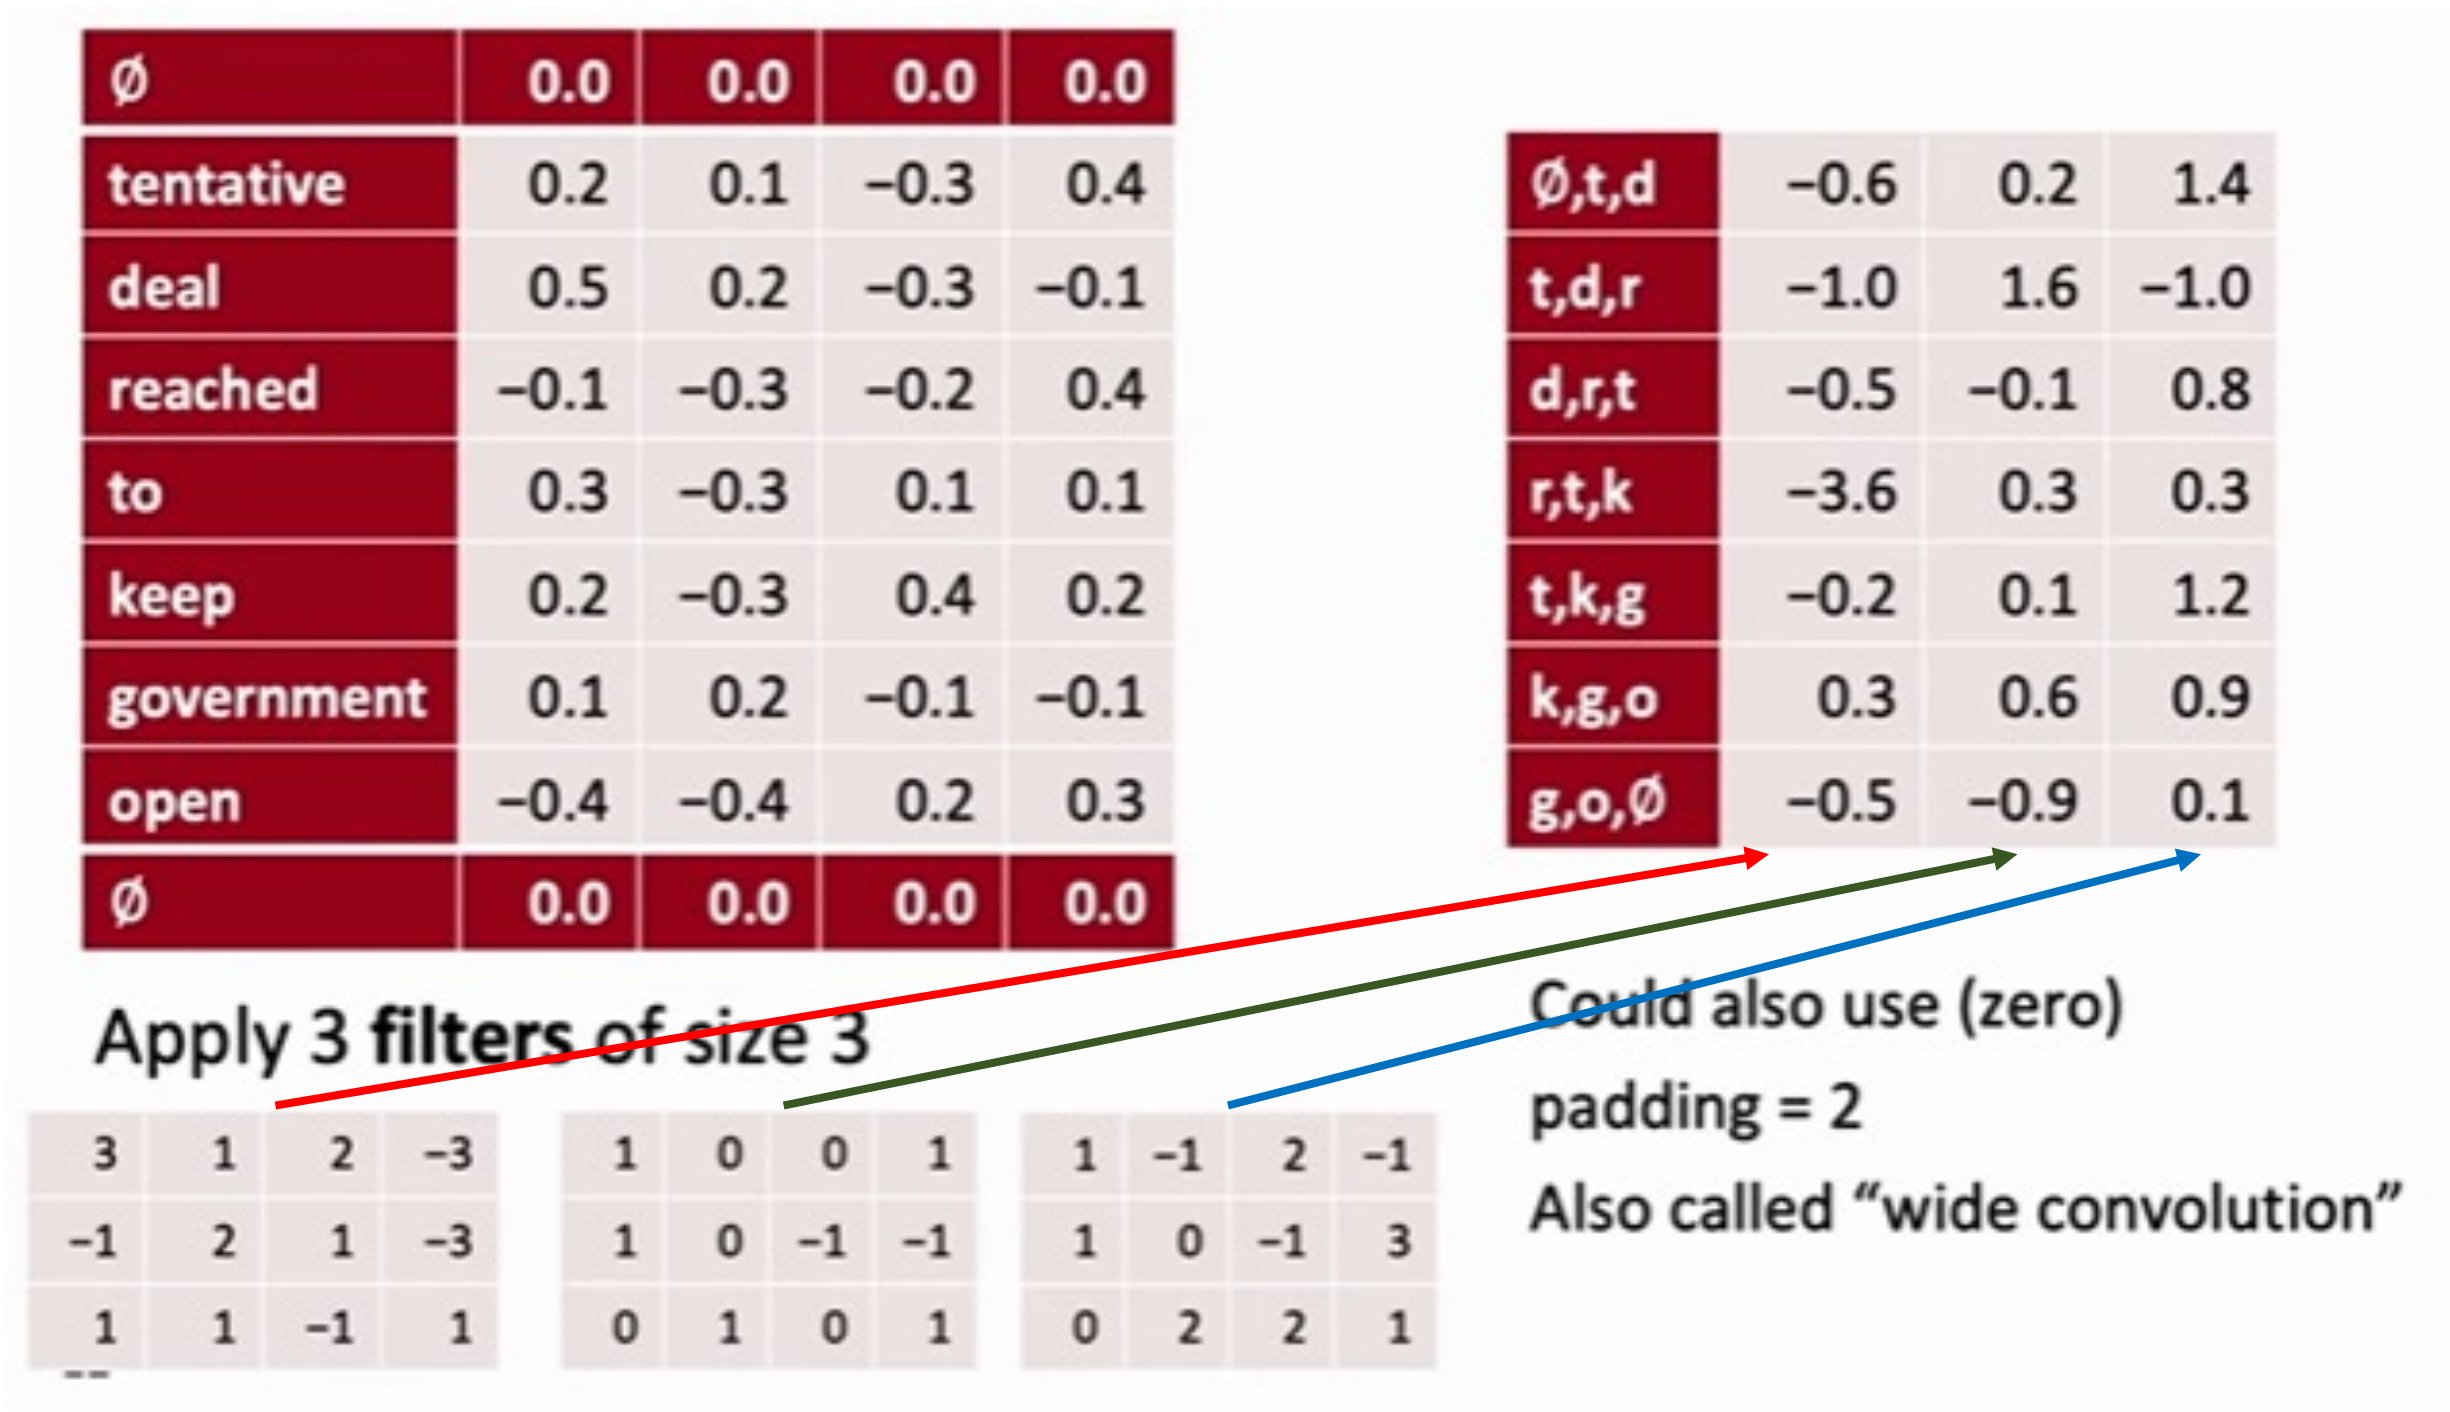 Ø 0.0 0.0 0.0 0.0
tentative 0.2 0.1 −0.3 0.4
deal 0.5 0.2 −0.3 −0.1
reached −0.1 −0.3 −0.2 0.4
to 0.3 −0.3 0.1 0.1
keep 0.2 −0.3 0.4 0.2
government 0.1 0.2 −0.1 −0.1
open −0.4 −0.4 0.2 0.3
Ø 0.0 0.0 0.0 0.0
Ø,t,d −0.6 0.2 1.4
t,d,r −1.0 1.6 −1.0
d,r,t −0.5 −0.1 0.8
r,t,k −3.6 0.3 0.3
t,k,g −0.2 0.1 1.2
k,g,o 0.3 0.6 0.9
g,o,Ø −0.5 −0.9 0.1
Apply 3 filters of size 3
3 1 2 −3
−1 2 1 −3
1 1 −1 1
1 0 0 1
1 0 −1 −1
0 1 0 1
1 −1 2 −1
1 0 −1 3
0 2 2 1
Could also use (zero)
padding = 2
Also called “wide convolution”